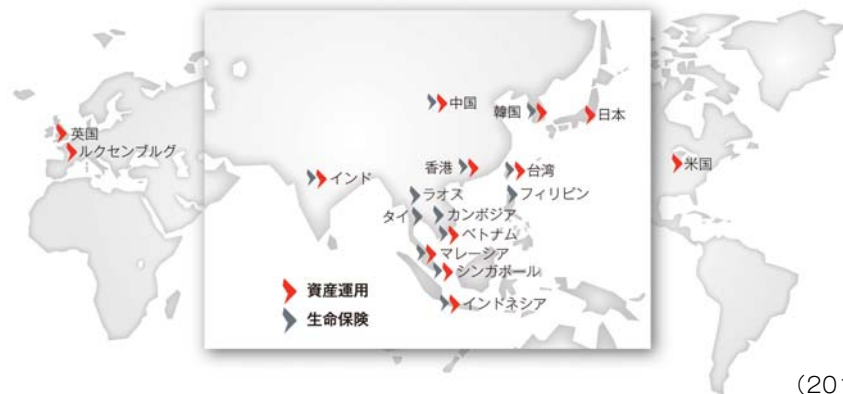 中国
韓国
日本
英国
ルクセンブルグ
香港
台湾
米国
インド
ラオス
フィリピン
タイ
カンボジア
ベトナム
マレーシア
シンガポール
資産運用
インドネシア
生命保険
(201